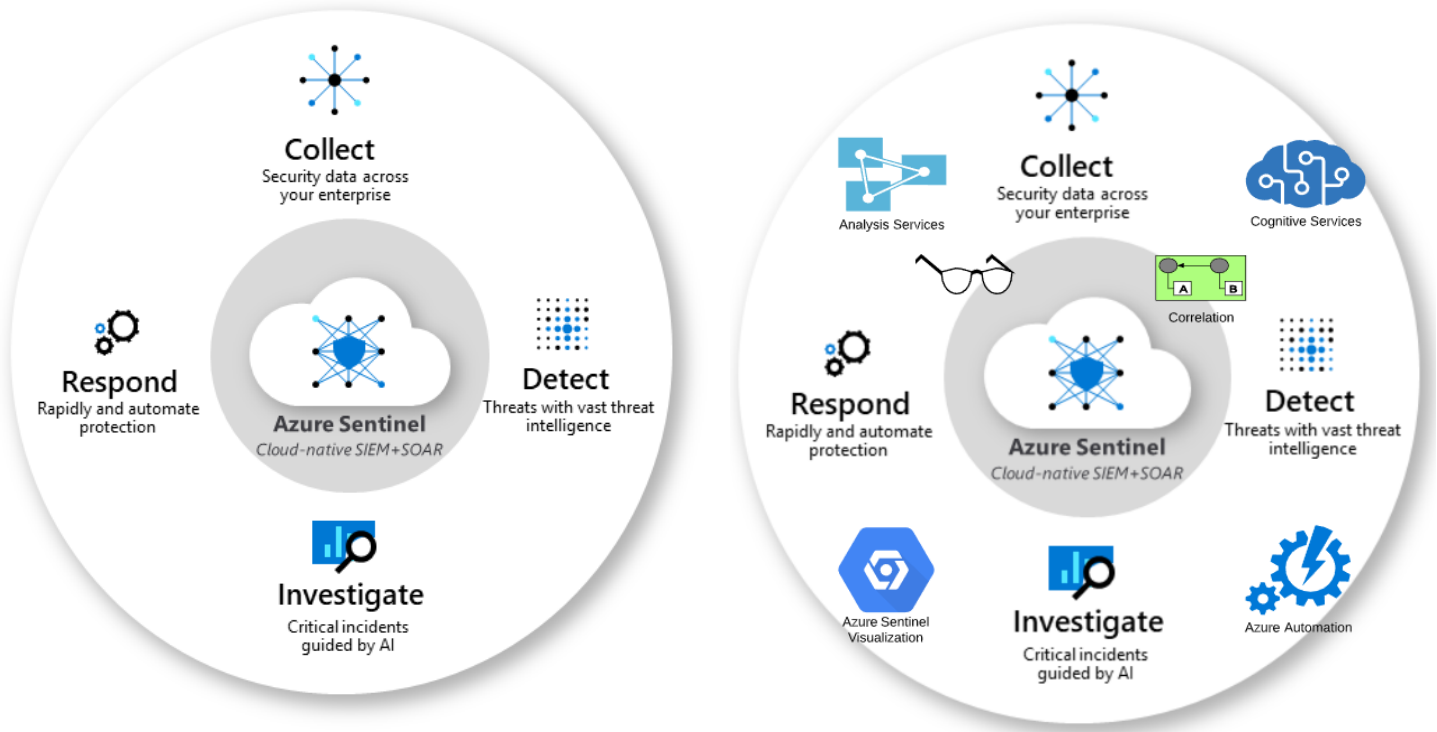 Collect
Security data across
your enterprise
Respond
Rapidly and automate
protection
Detect
Threats with vast threat
intelligence
Azure Sentinel
Cloud-native SIEM+SOAR
Investigate
Critical incidents
guided by AI
Collect
Security data across
your enterprise
Analysis Services
Cognitive Services
A
B
Correlation
Respond
Rapidly and automate
protection
Detect
Threats with vast threat
intelligence
Azure Sentinel
Cloud-native SIEM+SOAR
Azure Sentinel
Visualization
Investigate
Critical incidents
guided by AI
Azure Automation